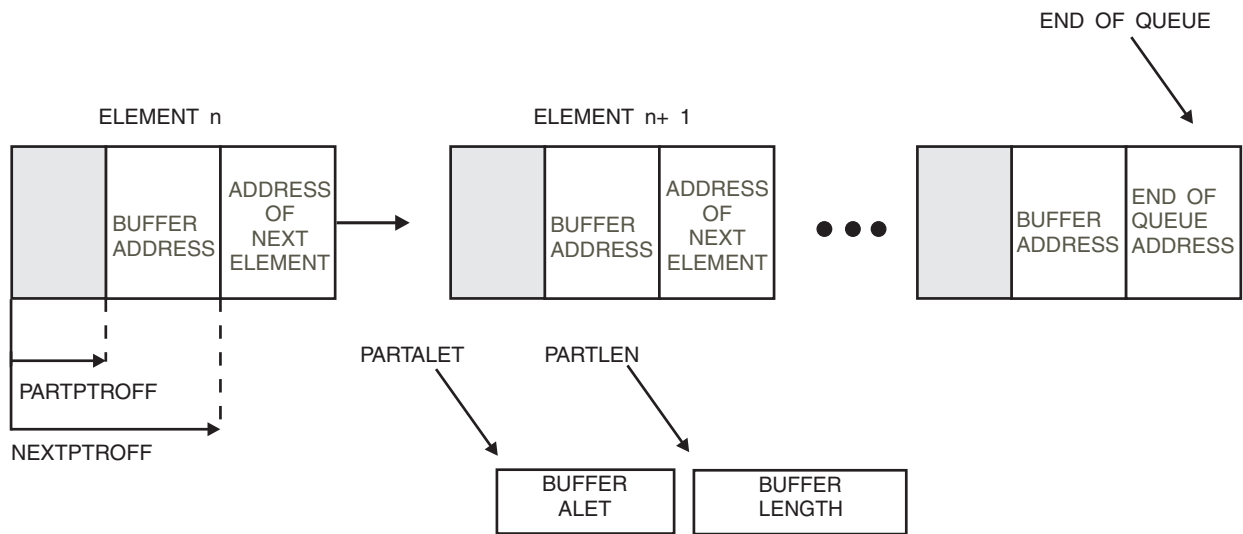 END OF QUEUE
ELEMENT n
ELEMENT n+ 1
BUFFER
ADDRESS
ADDRESS
OF
NEXT
ELEMENT
BUFFER
ADDRESS
ADDRESS
OF
NEXT
ELEMENT
BUFFER
ADDRESS
END OF
QUEUE
ADDRESS
PARTPTROFF
NEXTPTROFF
PARTALET
PARTLEN
BUFFER
ALET
BUFFER
LENGTH